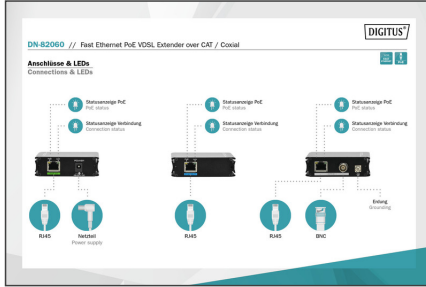 DIGITUS®
DN-82060 // Fast Ethernet PoE VDSL Extender over CAT / Coxial
Anschlüsse & LEDs
Connections & LEDs
PoE
Statusanzeige PoE
PoE status
Statusanzeige Verbindung
Connection status
Statusanzeige PoE
PoE status
Statusanzeige Verbindung
Connection status
Statusanzeige PoE
PoE status
Statusanzeige Verbindung
Connection status
Erdung
Grounding
RJ45
Netzteil
Power supply
RJ45
RJ45
BNC